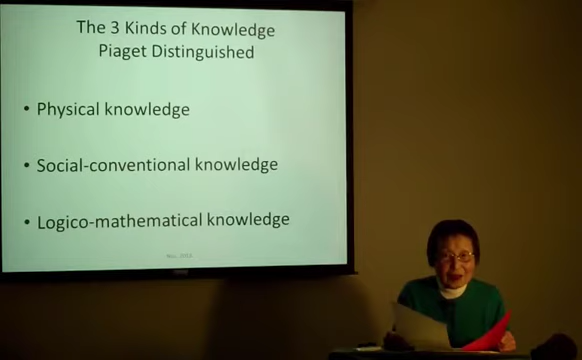 The 3 Kinds of Knowledge
Piaget Distinguished
• Physical knowledge
• Social-conventional knowledge
• Logico-mathematical knowledge